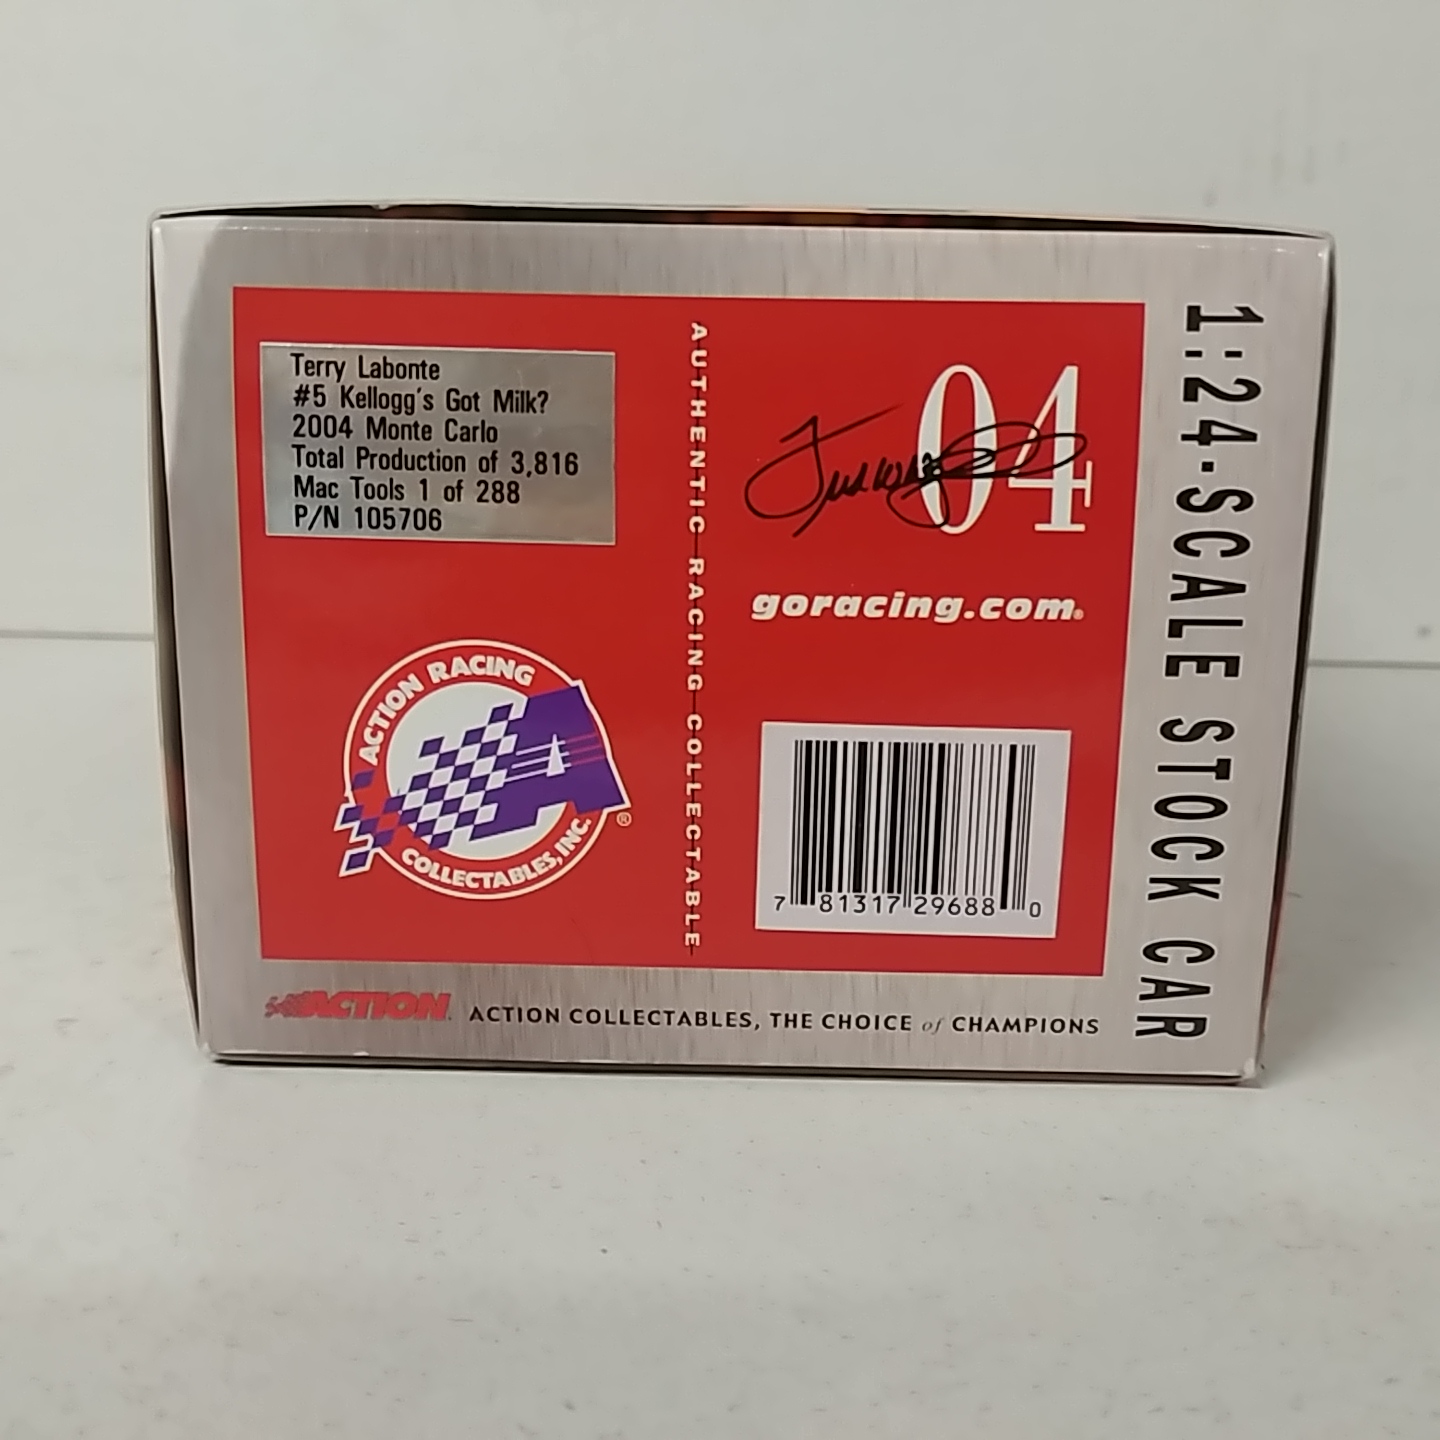 Terry Labonte
#5 Kellogg's Got Milk?
2004 Monte Carlo
Total Production of 3,816
Mac Tools 1 of 288
P/N 105706
ACTION RACING
COLLECTABLES, INC.
®
AUTHENTIC RACING COLLECTABLE
04
goracing.com
7 81317 29688 0
1:24-SCALE STOCK CAR
ACTION
ACTION COLLECTABLES, THE CHOICE of CHAMPIONS